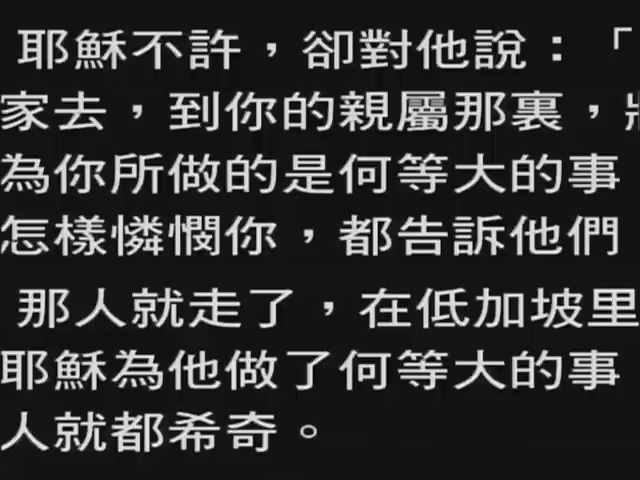 耶穌不許，卻對他說：「
家去，到你的親屬那裏，
為你所做的是何等大的事
怎樣憐憫你，都告訴他們
那人就走了，在低加坡里
耶穌為他做了何等大的事
人就都希奇。